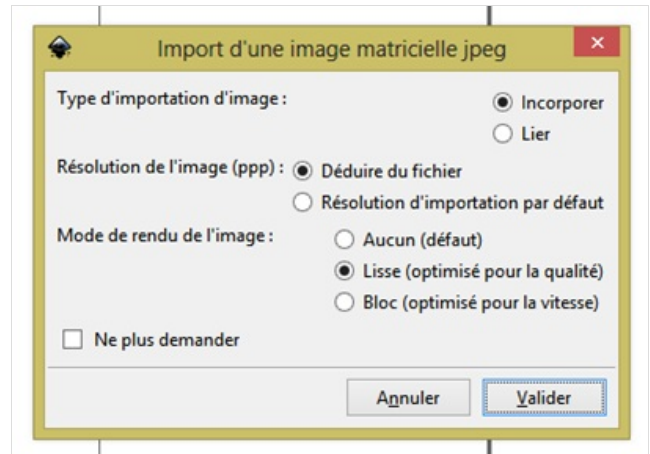 Import d'une image matricielle jpeg
×
Type d'importation d'image : Incorporer
Lier
Résolution de l'image (ppp) : Déduire du fichier
Résolution d'importation par défaut
Mode de rendu de l'image : Aucun (défaut)
Lisse (optimisé pour la qualité)
Bloc (optimisé pour la vitesse)
Ne plus demander
Annuler Valider